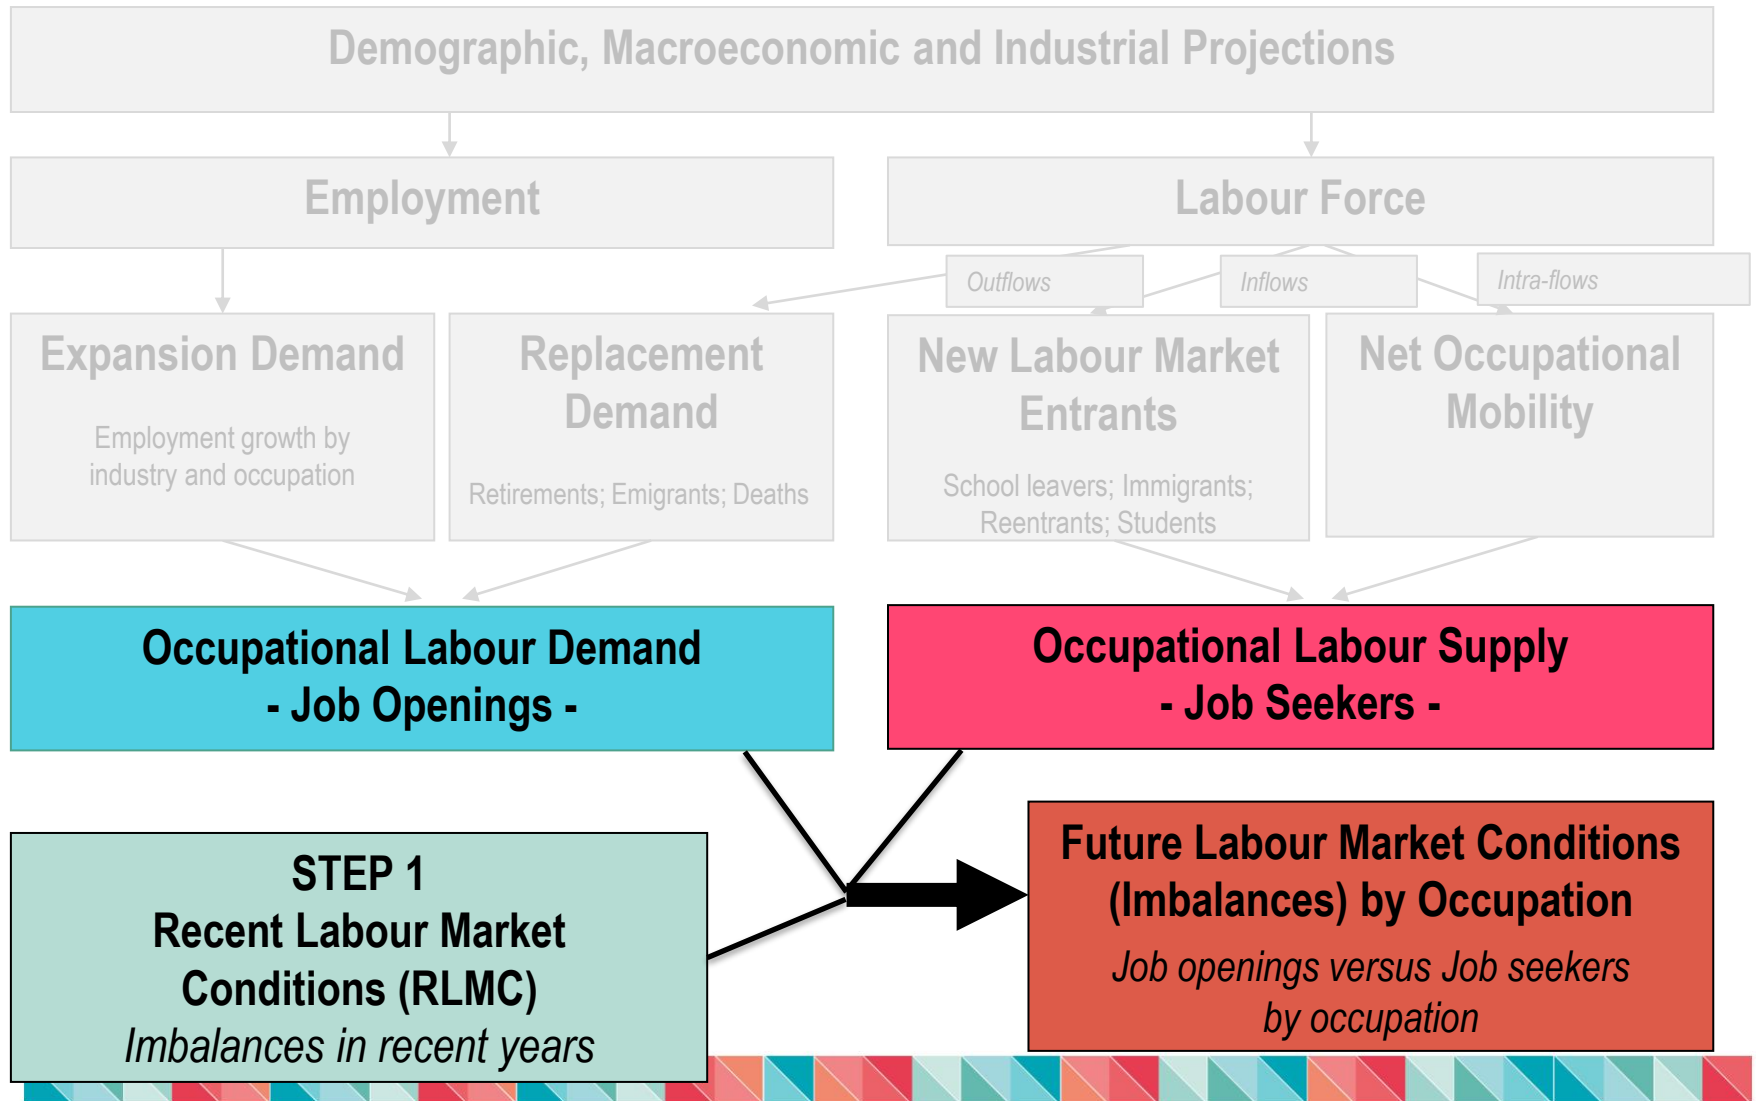 Demographic, Macroeconomic and Industrial Projections
Employment
Labour Force
Outflows
Inflows
Intra-flows
Expansion Demand
Employment growth by
industry and occupation
Replacement
Demand
Retirements; Emigrants; Deaths
New Labour Market
Entrants
School leavers; Immigrants;
Reentrants; Students
Net Occupational
Mobility
Occupational Labour Demand
- Job Openings -
Occupational Labour Supply
- Job Seekers -
STEP 1
Recent Labour Market
Conditions (RLMC)
Imbalances in recent years
Future Labour Market Conditions
(Imbalances) by Occupation
Job openings versus Job seekers
by occupation